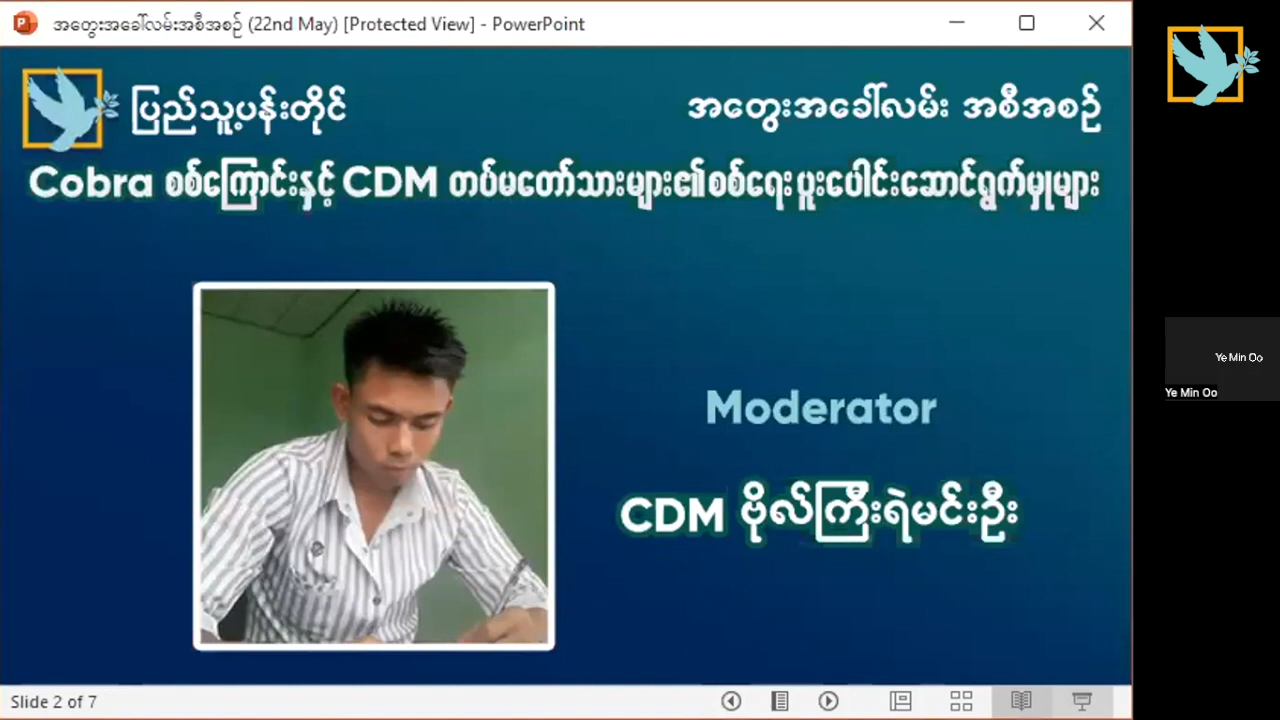 အတွေးအခေါ်လမ်းအစီအစဉ် (22nd May) [Protected View] - PowerPoint
ပြည်သူ့ပန်းတိုင်
အတွေးအခေါ်လမ်း အစီအစဉ်
Cobra စစ်ကြောင်းနှင့် CDM တပ်မတော်သားများ၏စစ်ရေး ပူးပေါင်းဆောင်ရွက်မှုများ
Moderator
CDM ဗိုလ်ကြီးရဲမင်းဦး
Ye Min Oo
Ye Min Oo
Slide 2 of 7